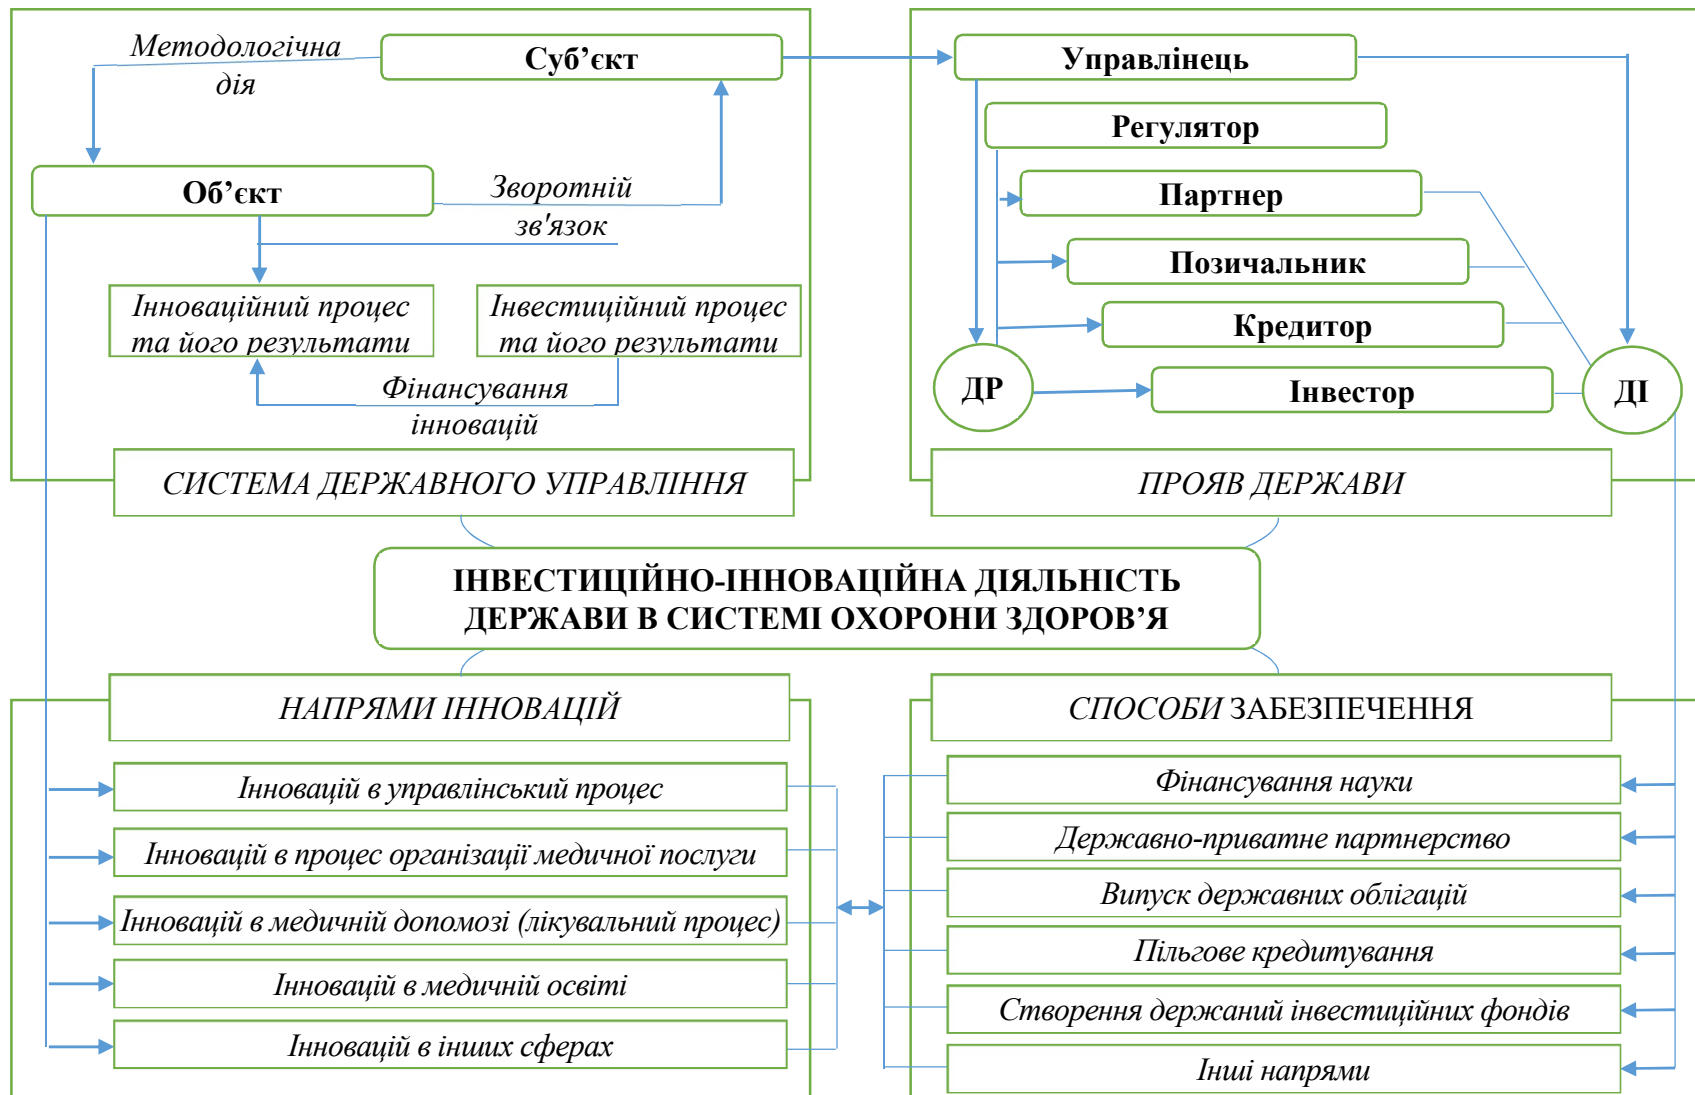 Методологічна
дія
Суб’єкт
Об’єкт
Зворотній
зв'язок
Інноваційний процес
та його результати
Інвестиційний процес
та його результати
Фінансування
інновацій
СИСТЕМА ДЕРЖАВНОГО УПРАВЛІННЯ
Управлінець
Регулятор
Партнер
Позичальник
Кредитор
Інвестор
ДР
ДІ
ПРОЯВ ДЕРЖАВИ
ІНВЕСТИЦІЙНО-ІННОВАЦІЙНА ДІЯЛЬНІСТЬ
ДЕРЖАВИ В СИСТЕМІ ОХОРОНИ ЗДОРОВ’Я
НАПРЯМИ ІННОВАЦІЙ
Інновацій в управлінський процес
Інновацій в процес організації медичної послуги
Інновацій в медичній допомозі (лікувальний процес)
Інновацій в медичній освіті
Інновацій в інших сферах
СПОСОБИ ЗАБЕЗПЕЧЕННЯ
Фінансування науки
Державно-приватне партнерство
Випуск державних облігацій
Пільгове кредитування
Створення держаний інвестиційних фондів
Інші напрями